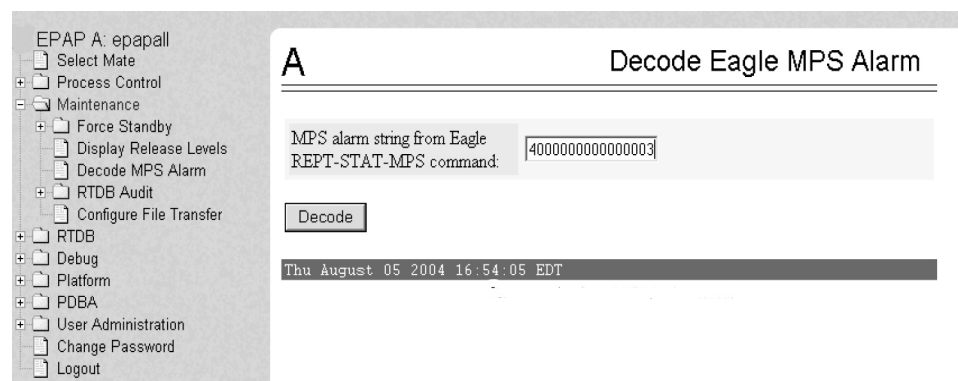 EPAP A: epapall
Select Mate
Process Control
Maintenance
Force Standby
Display Release Levels
Decode MPS Alarm
RTDB Audit
Configure File Transfer
RTDB
Debug
Platform
PDBA
User Administration
Change Password
Logout
A
Decode Eagle MPS Alarm
MPS alarm string from Eagle
REPT-STAT-MPS command:
4000000000000003
Decode
Thu August 05 2004 16:54:05 EDT